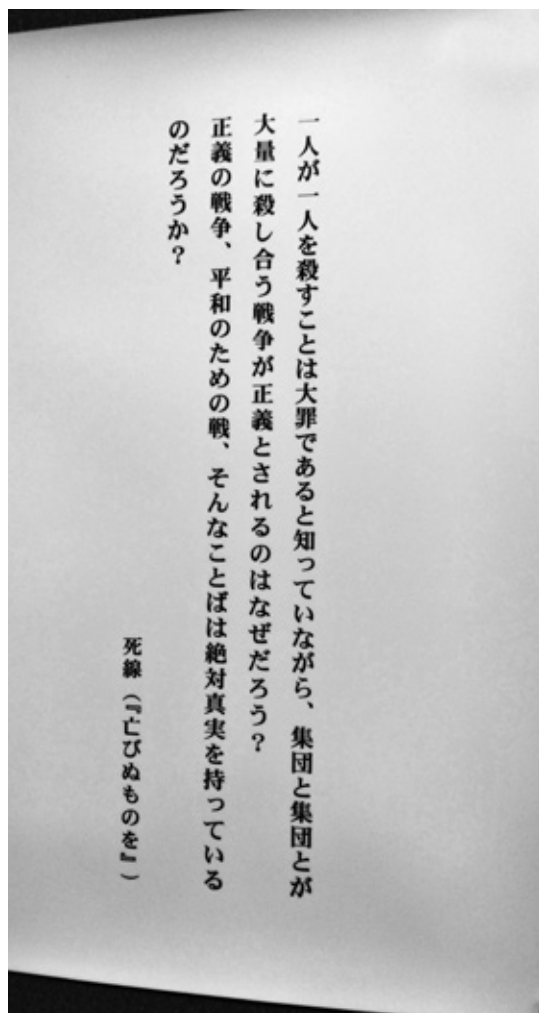 一人が一人を殺すことは大罪であると知っていながら、集団と集団とが
大量に殺し合う戦争が正義とされるのはなぜだろう？
正義の戦争、平和のための戦、そんなことばは絶対真実を持っている
のだろうか？
死線（『亡びぬものを』）